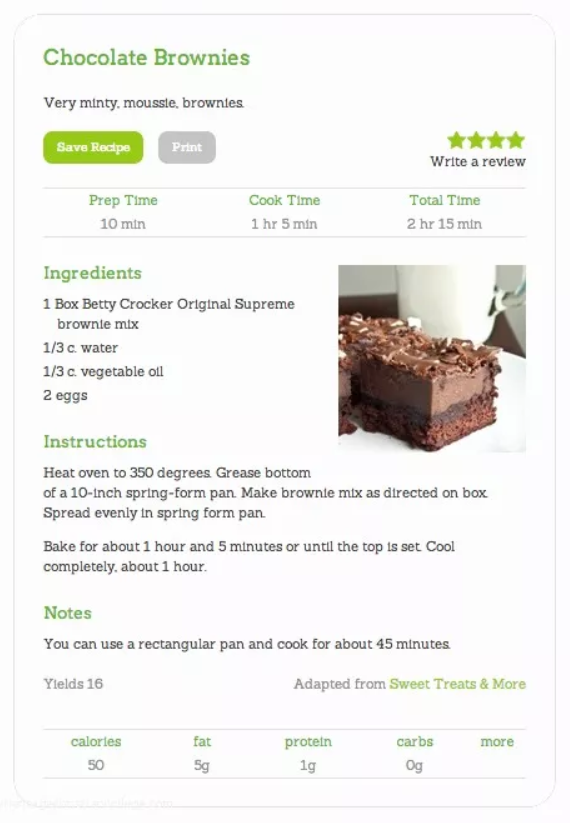 Chocolate Brownies
Very minty, moussie, brownies.
Save Recipe Print
Write a review
Prep Time Cook Time Total Time
10 min 1 hr 5 min 2 hr 15 min
Ingredients
1 Box Betty Crocker Original Supreme
brownie mix
1/3 c. water
1/3 c. vegetable oil
2 eggs
Instructions
Heat oven to 350 degrees. Grease bottom
of a 10-inch spring-form pan. Make brownie mix as directed on box.
Spread evenly in spring form pan.
Bake for about 1 hour and 5 minutes or until the top is set. Cool
completely, about 1 hour.
Notes
You can use a rectangular pan and cook for about 45 minutes.
Yields 16 Adapted from Sweet Treats & More
calories fat protein carbs more
50 5g 1g 0g